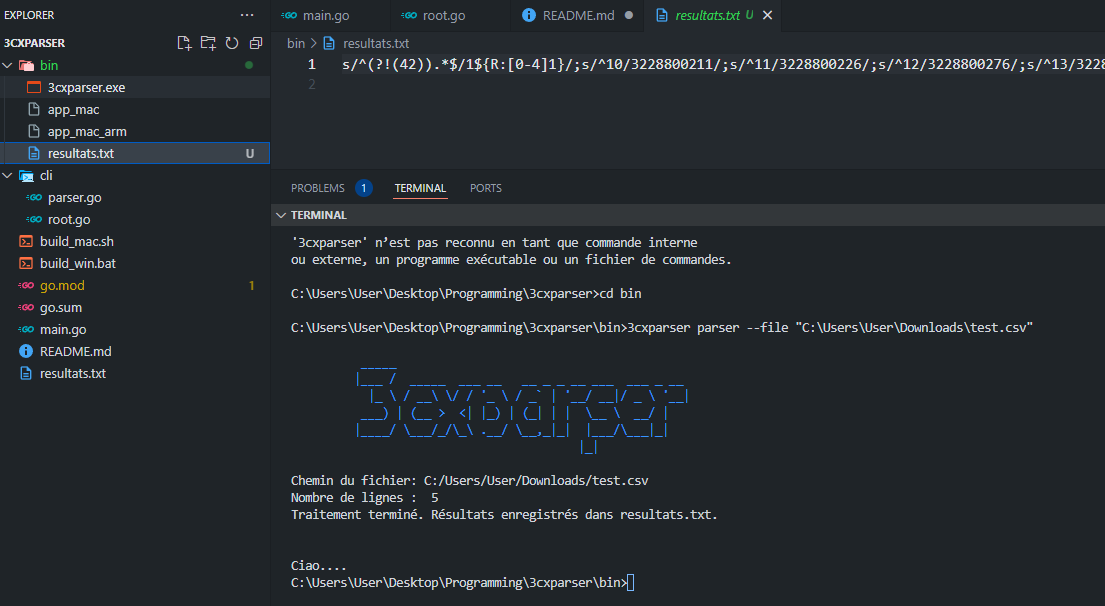 EXPLORER
3CXPARSER
bin
3cxparser.exe
app_mac
app_mac_arm
resultats.txt U
cli
parser.go
root.go
build_mac.sh
build_win.bat
go.mod 1
go.sum
main.go
README.md
resultats.txt
main.go
root.go
README.md
resultats.txt U
bin > resultats.txt
1 s/^(?!(42)).*$/1${R:[0-4]1}/;s/^10/3228800211/;s/^11/3228800226/;s/^12/3228800276/;s/^13/3228
2
PROBLEMS 1
TERMINAL
PORTS
TERMINAL
'3cxparser' n’est pas reconnu en tant que commande interne
ou externe, un programme exécutable ou un fichier de commandes.
C:\Users\User\Desktop\Programming\3cxparser>cd bin
C:\Users\User\Desktop\Programming\3cxparser\bin>3cxparser parser --file "C:\Users\User\Downloads\test.csv"
3cxparser
Chemin du fichier: C:/Users/User/Downloads/test.csv
Nombre de lignes :  5
Traitement terminé. Résultats enregistrés dans resultats.txt.
Ciao....
C:\Users\User\Desktop\Programming\3cxparser\bin>